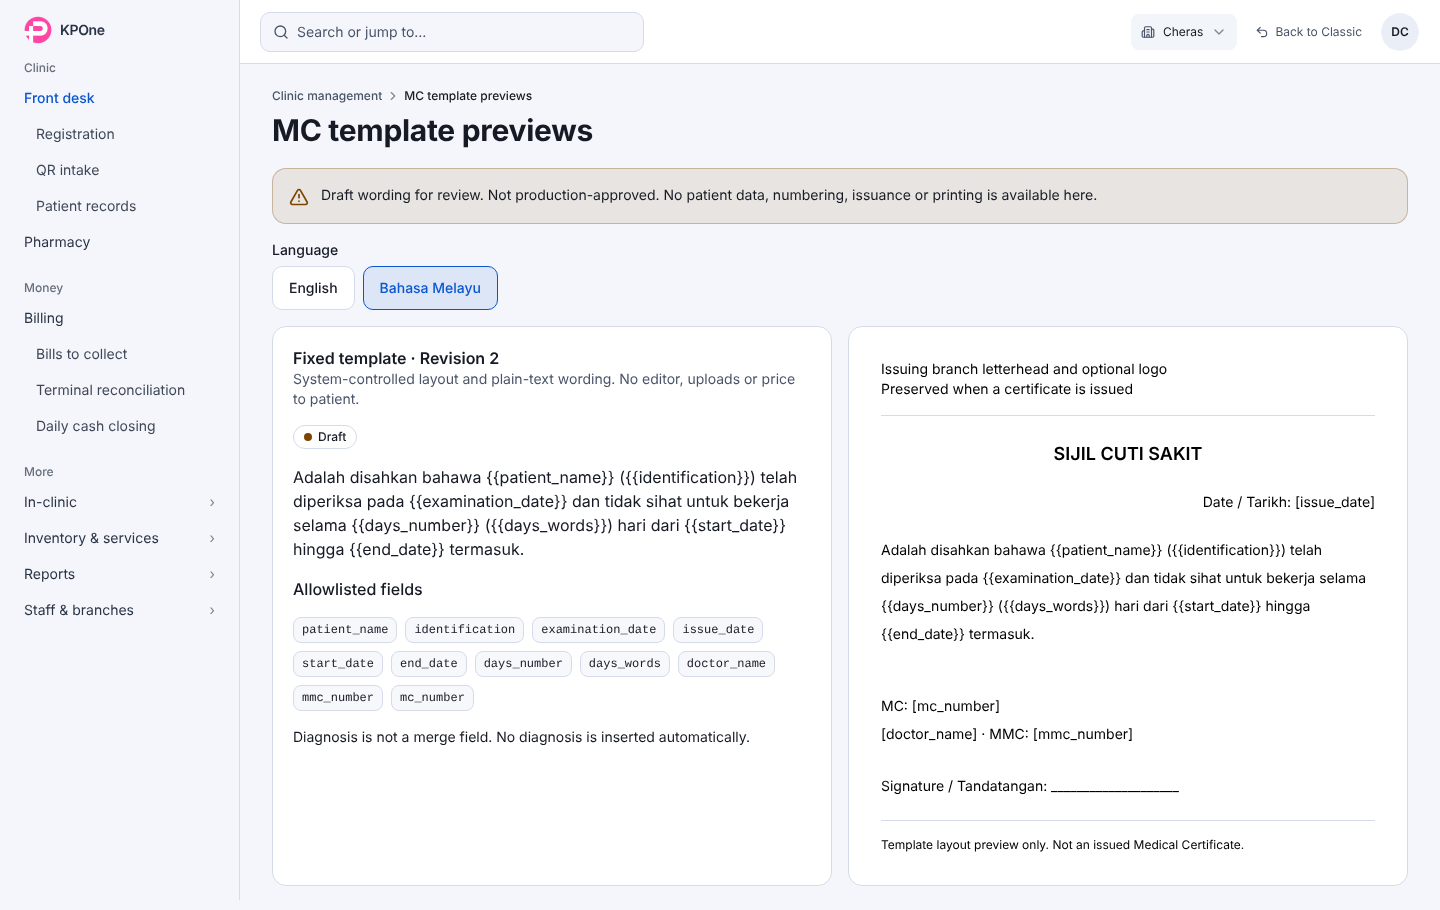 KPOne
Clinic
Front desk
Registration
QR intake
Patient records
Pharmacy
Money
Billing
Bills to collect
Terminal reconciliation
Daily cash closing
More
In-clinic
Inventory & services
Reports
Staff & branches
Search or jump to...
Cheras
Back to Classic
DC
Clinic management > MC template previews
MC template previews
Draft wording for review. Not production-approved. No patient data, numbering, issuance or printing is available here.
Language
English
Bahasa Melayu
Fixed template · Revision 2
System-controlled layout and plain-text wording. No editor, uploads or price
to patient.
Draft
Adalah disahkan bahawa {{patient_name}} ({{identification}}) telah
diperiksa pada {{examination_date}} dan tidak sihat untuk bekerja
selama {{days_number}} ({{days_words}}) hari dari {{start_date}}
hingga {{end_date}} termasuk.
Allowlisted fields
patient_name identification examination_date issue_date
start_date end_date days_number days_words doctor_name
mmc_number mc_number
Diagnosis is not a merge field. No diagnosis is inserted automatically.
Issuing branch letterhead and optional logo
Preserved when a certificate is issued
SIJIL CUTI SAKIT
Date / Tarikh: [issue_date]
Adalah disahkan bahawa {{patient_name}} ({{identification}}) telah
diperiksa pada {{examination_date}} dan tidak sihat untuk bekerja selama
{{days_number}} ({{days_words}}) hari dari {{start_date}} hingga
{{end_date}} termasuk.
MC: [mc_number]
[doctor_name] · MMC: [mmc_number]
Signature / Tandatangan: ____________________
Template layout preview only. Not an issued Medical Certificate.